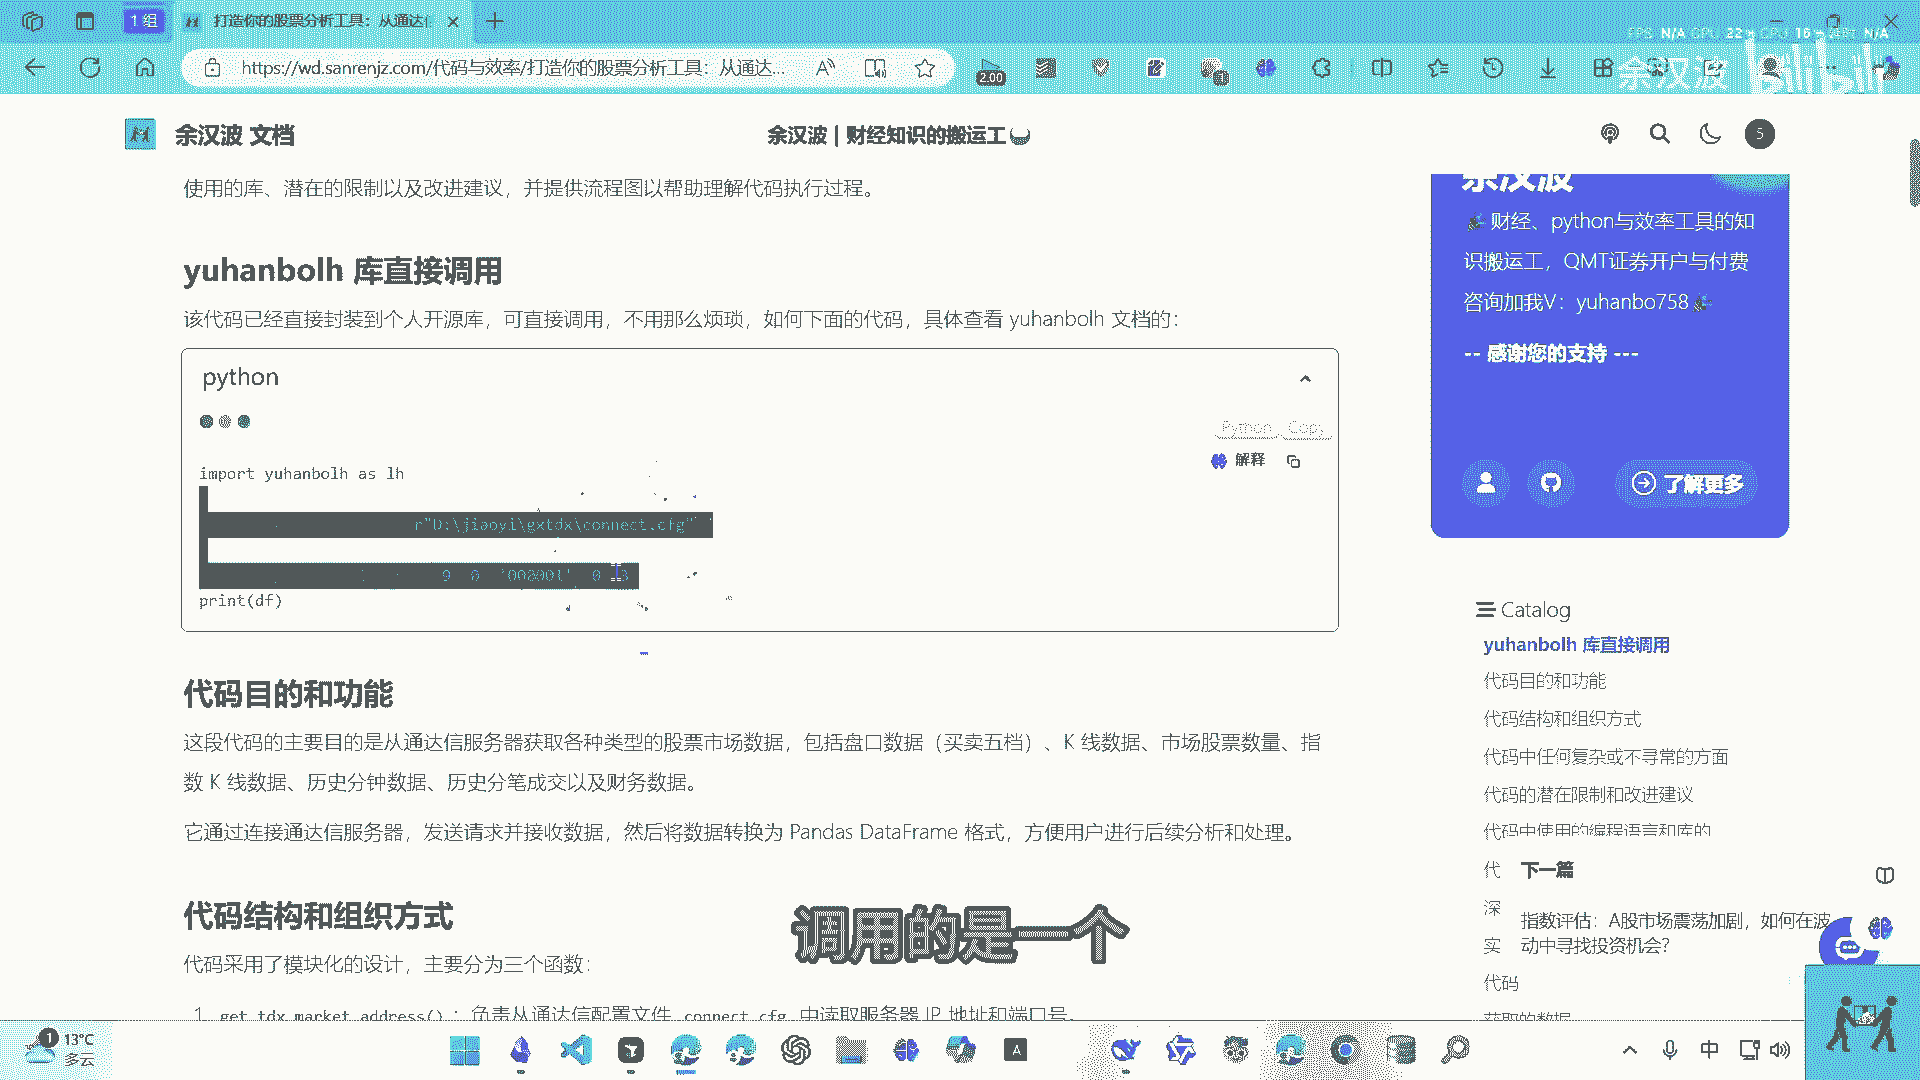 1 组
打造你的股票分析工具：从通达
https://wd.sanrenjz.com/代码与效率/打造你的股票分析工具：从通达...
2.00
FPS N/A GPU 22% CPU 16% 延时 N/A
余汉波 bilibili
余汉波 文档
余汉波 | 财经知识的搬运工
5
使用的库、潜在的限制以及改进建议，并提供流程图以帮助理解代码执行过程。
yuhanbolh 库直接调用
该代码已经直接封装到个人开源库，可直接调用，不用那么烦琐，如何下面的代码，具体查看 yuhanbolh 文档的：
python
Python Copy
解释
import yuhanbolh as lh
r"D:\jiaoyi\gxtdx\connect.cfg"
print(df)
代码目的和功能
这段代码的主要目的是从通达信服务器获取各种类型的股票市场数据，包括盘口数据（买卖五档）、K 线数据、市场股票数量、指
数 K 线数据、历史分钟数据、历史分笔成交以及财务数据。
它通过连接通达信服务器，发送请求并接收数据，然后将数据转换为 Pandas DataFrame 格式，方便用户进行后续分析和处理。
代码结构和组织方式
代码采用了模块化的设计，主要分为三个函数：
1. get_tdx_market_address() ：负责从通达信配置文件 connect.cfg 中读取服务器 IP 地址和端口号。
余汉波
财经、python与效率工具的知
识搬运工，QMT证券开户与付费
咨询加我V：yuhanbo758
-- 感谢您的支持 ---
了解更多
Catalog
yuhanbolh 库直接调用
代码目的和功能
代码结构和组织方式
代码中任何复杂或不寻常的方面
代码的潜在限制和改进建议
代码中使用的编程语言和库的
代
下一篇
深
指数评估：A股市场震荡加剧，如何在波
实
动中寻找投资机会？
代码
获取的数据
调用的是一个
1
13°C
多云
A
中